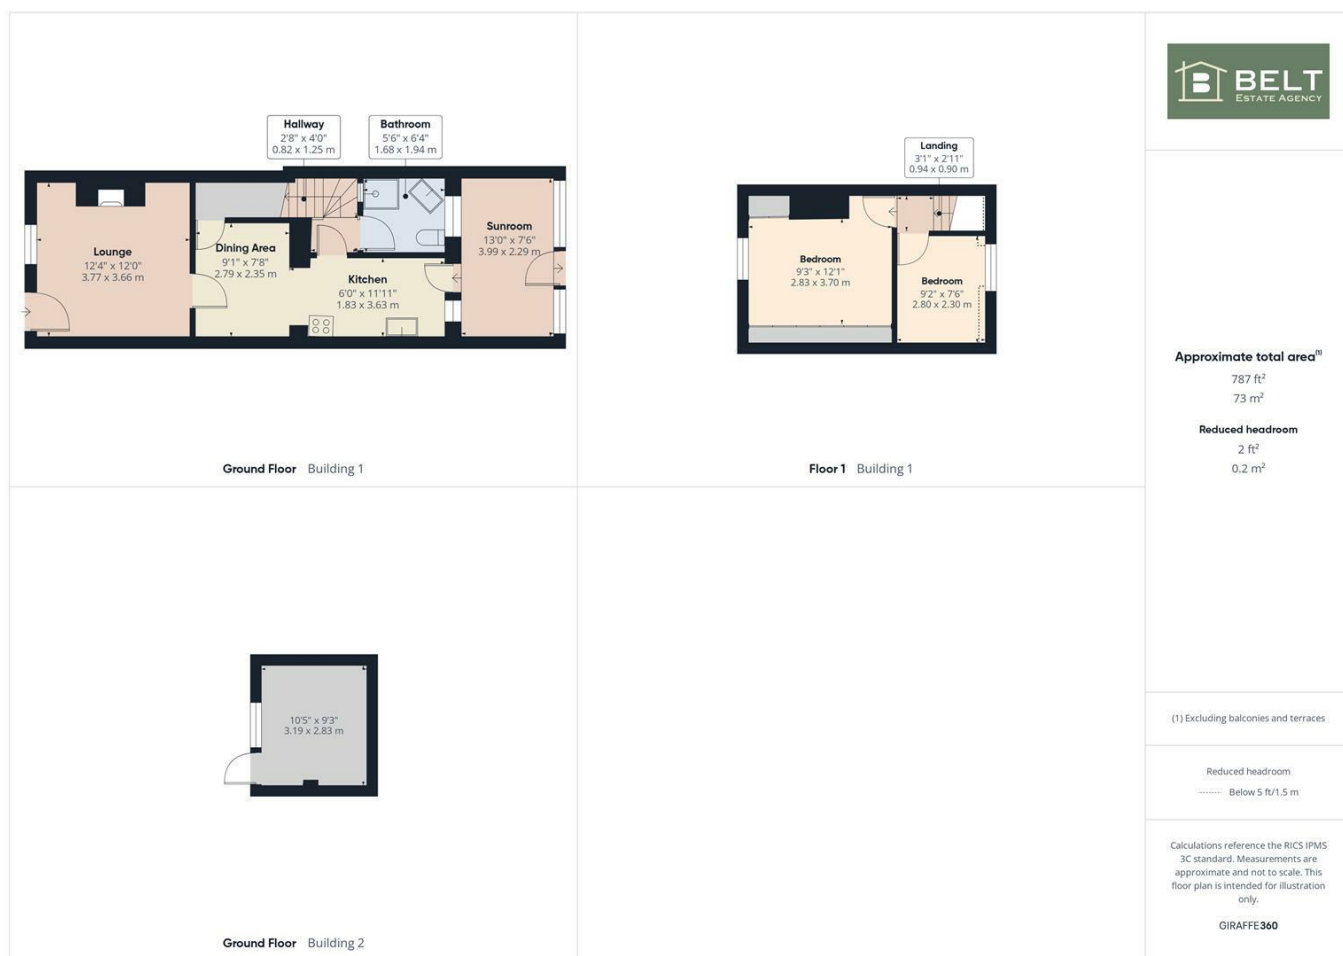 Hallway
2'8" x 4'0"
0.82 x 1.25 m
Bathroom
5'6" x 6'4"
1.68 x 1.94 m
Lounge
12'4" x 12'0"
3.77 x 3.66 m
Dining Area
9'1" x 7'8"
2.79 x 2.35 m
Kitchen
6'0" x 11'11"
1.83 x 3.63 m
Sunroom
13'0" x 7'6"
3.99 x 2.29 m
Ground Floor Building 1
Landing
3'1" x 2'11"
0.94 x 0.90 m
Bedroom
9'3" x 12'1"
2.83 x 3.70 m
Bedroom
9'2" x 7'6"
2.80 x 2.30 m
Floor 1 Building 1
10'5" x 9'3"
3.19 x 2.83 m
Ground Floor Building 2
B BELT
ESTATE AGENCY
Approximate total area(1)
787 ft²
73 m²
Reduced headroom
2 ft²
0.2 m²
(1) Excluding balconies and terraces
Reduced headroom
Below 5 ft/1.5 m
Calculations reference the RICS IPMS
3C standard. Measurements are
approximate and not to scale. This
floor plan is intended for illustration
only.
GIRAFFE360